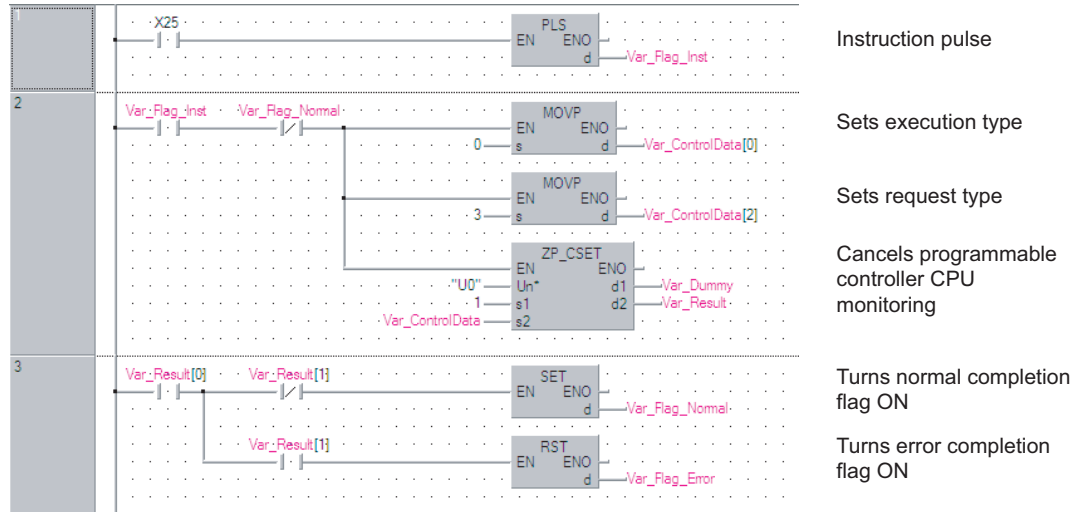 1
X25
PLS
EN ENO
d Var_Flag_Inst
Instruction pulse
2
Var_Flag_Inst Var_Flag_Normal
MOVP
EN ENO
0 s d Var_ControlData[0]
Sets execution type
MOVP
EN ENO
3 s d Var_ControlData[2]
Sets request type
ZP_CSET
EN ENO
"U0" Un* d1 Var_Dummy
1 s1 d2 Var_Result
Var_ControlData s2
Cancels programmable
controller CPU
monitoring
3
Var_Result[0] Var_Result[1]
SET
EN ENO
d Var_Flag_Normal
Turns normal completion
flag ON
Var_Result[1]
RST
EN ENO
d Var_Flag_Error
Turns error completion
flag ON